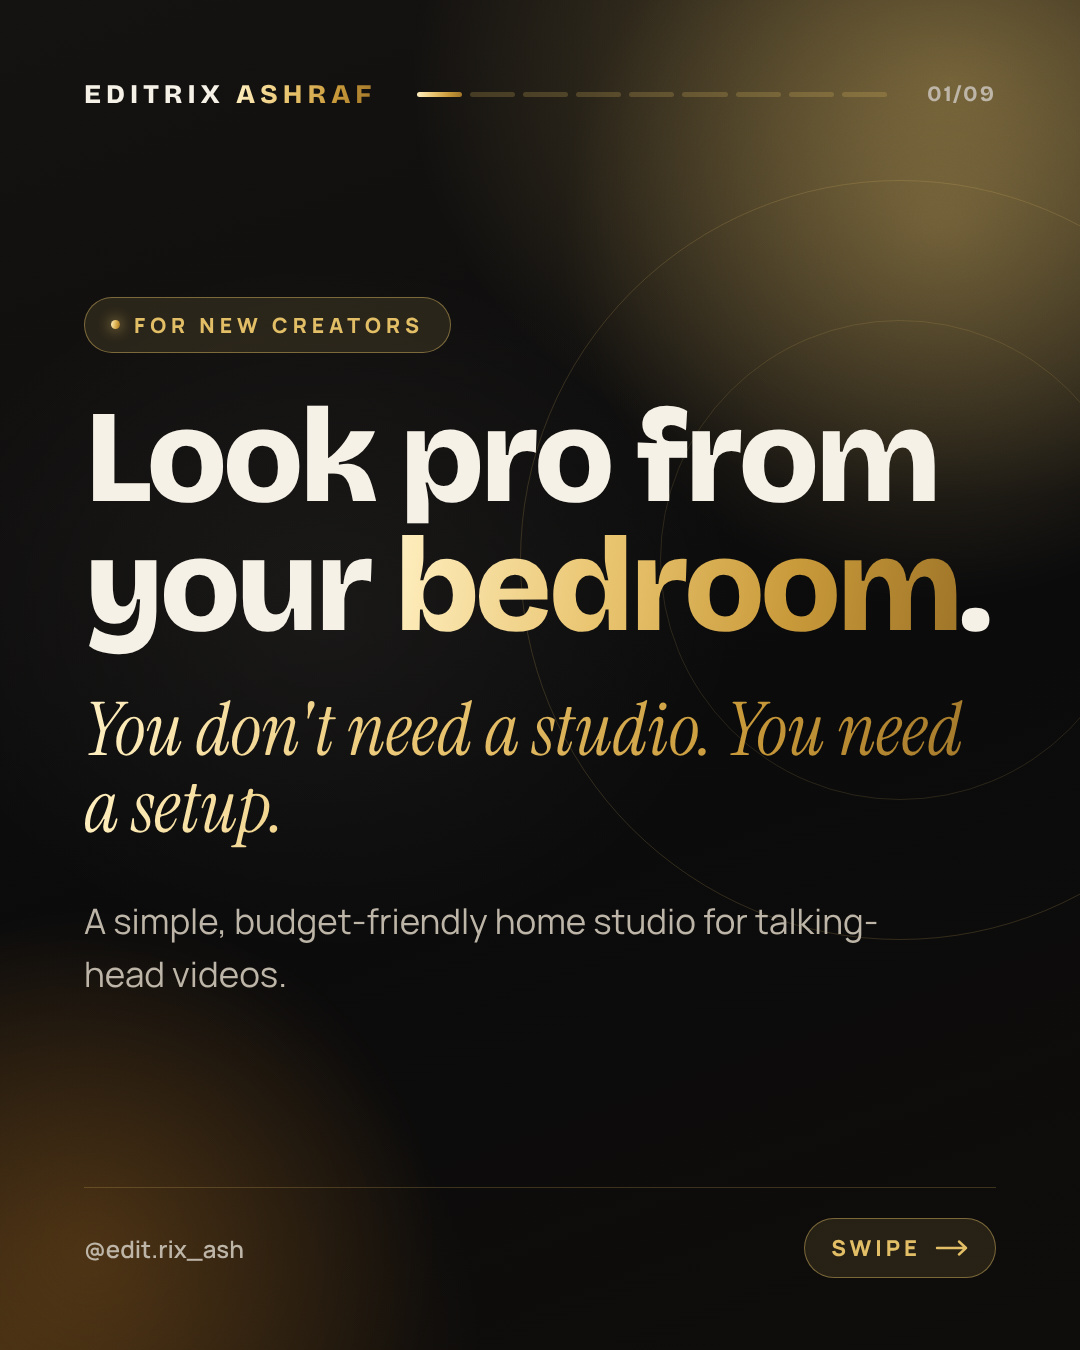 EDITRIX ASHRAF
01/09
FOR NEW CREATORS
Look pro from
your bedroom.
You don't need a studio. You need
a setup.
A simple, budget-friendly home studio for talking-
head videos.
@edit.rix_ash
SWIPE →